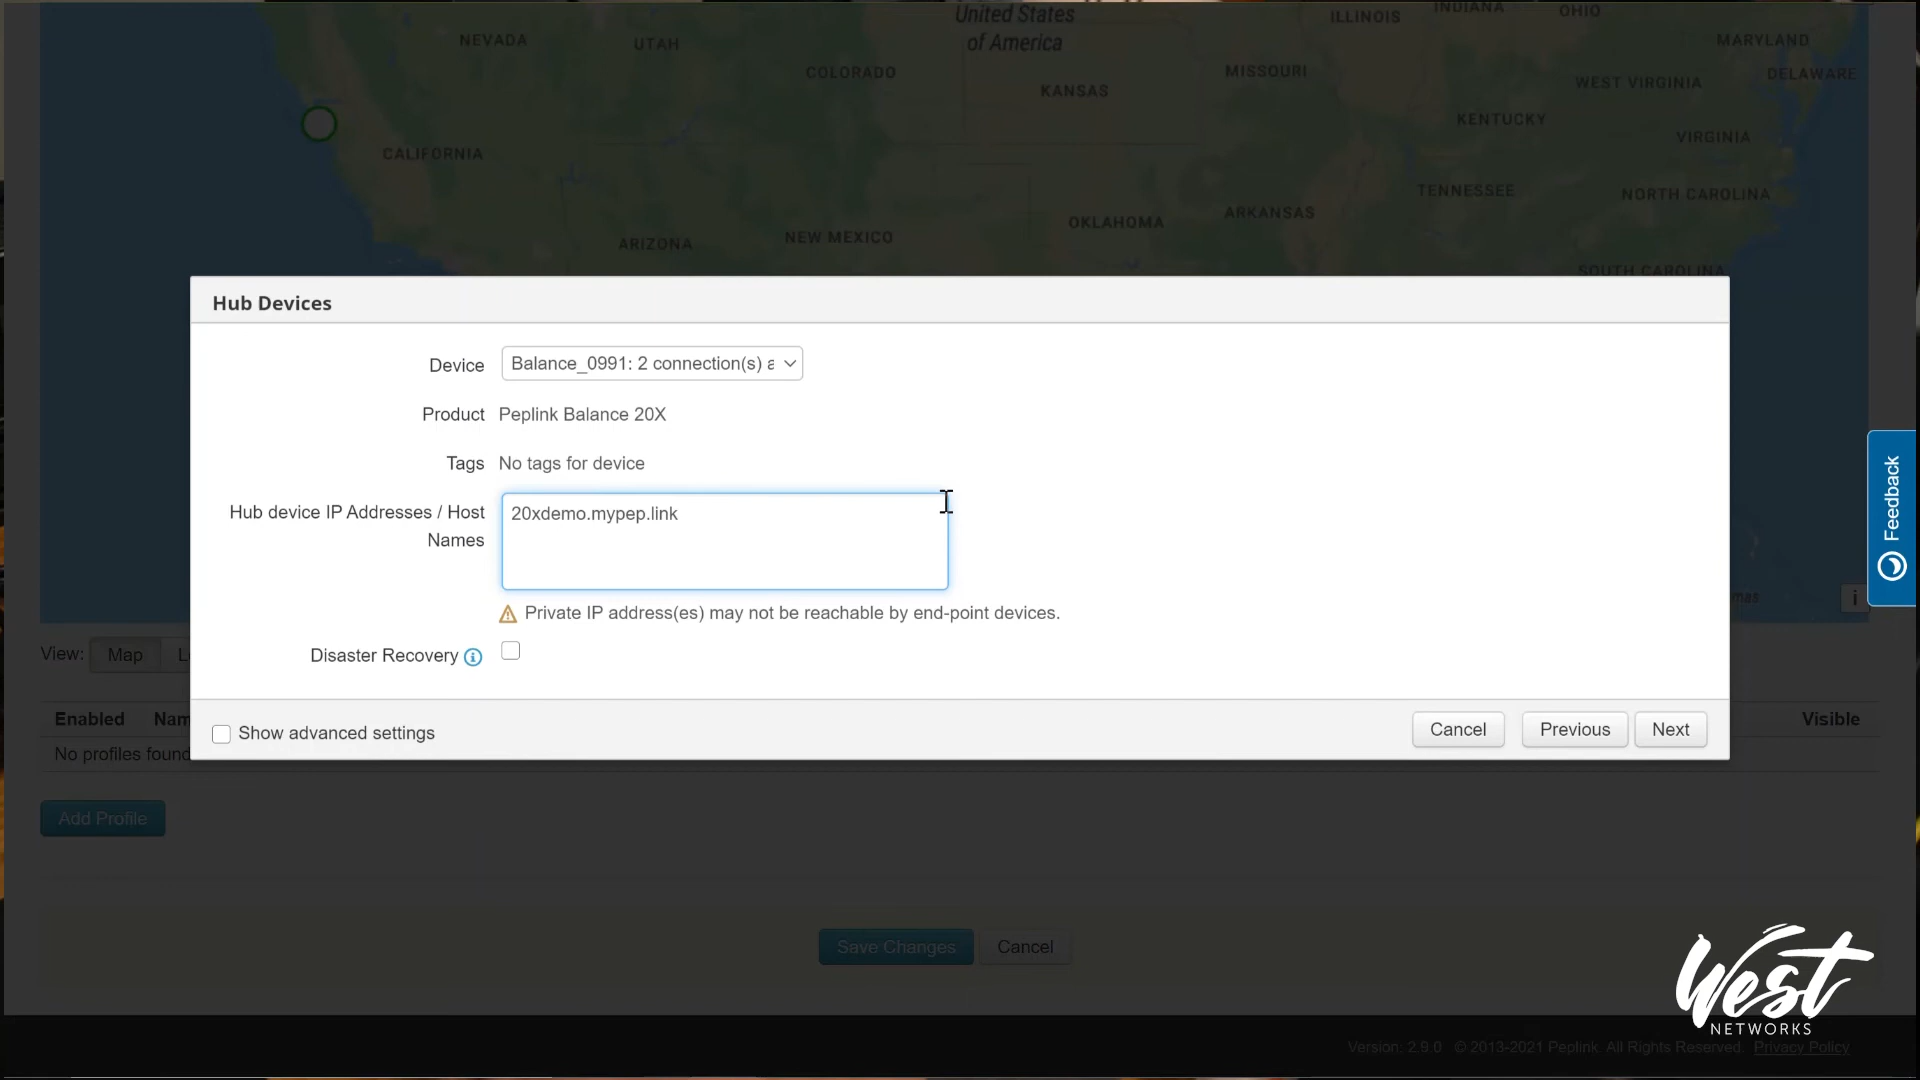 United States
of America
ILLINOIS
INDIANA
OHIO
NEVADA
UTAH
MARYLAND
COLORADO
MISSOURI
DELAWARE
KANSAS
WEST VIRGINIA
KENTUCKY
VIRGINIA
CALIFORNIA
TENNESSEE
NORTH CAROLINA
ARKANSAS
OKLAHOMA
NEW MEXICO
ARIZONA
SOUTH CAROLINA
Hub Devices
Device Balance_0991: 2 connection(s) a
Product Peplink Balance 20X
Tags No tags for device
Hub device IP Addresses / Host
Names
20xdemo.mypep.link
Private IP address(es) may not be reachable by end-point devices.
Disaster Recovery
Feedback
View: Map
Show advanced settings
Cancel Previous Next
Enabled
Visible
No profiles found
Add Profile
Save Changes Cancel
West
NETWORKS
Version: 2.9.0 © 2013-2021 Peplink. All Rights Reserved. Privacy Policy